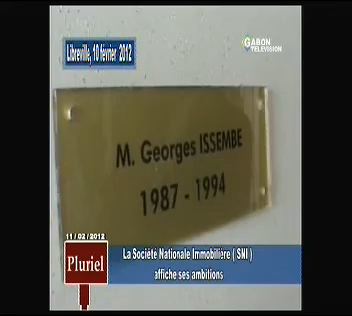 GABON
TELEVISION
Libreville, 10 février 2012
M. Georges ISSEMBE
1987 - 1994
11 / 02 / 2012
Pluriel
La Société Nationale Immobilière ( SNI )
affiche ses ambitions